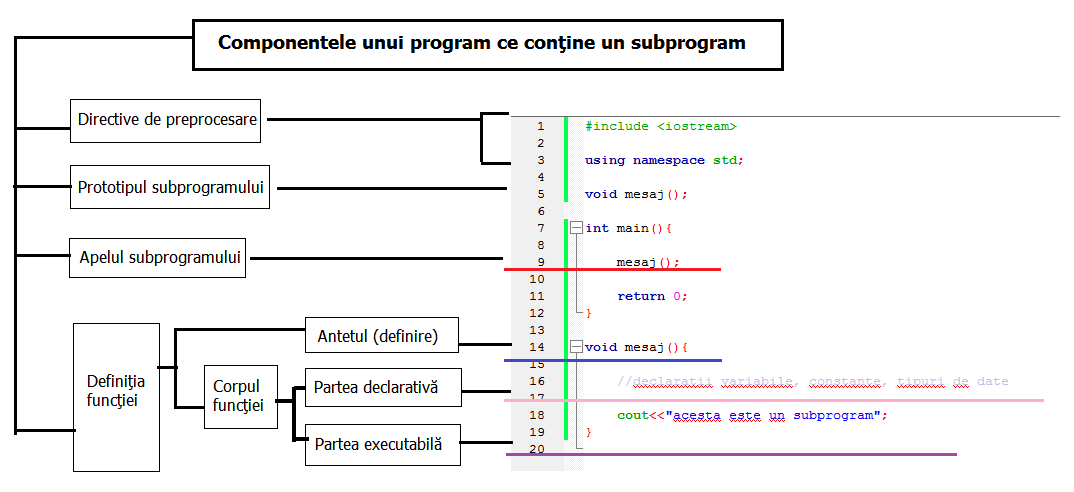 Componentele unui program ce conţine un subprogram
Directive de preprocesare
Prototipul subprogramului
Apelul subprogramului
Definiţia
funcţiei
Antetul (definire)
Corpul
funcţiei
Partea declarativă
Partea executabilă
1 #include <iostream>
2
3 using namespace std;
4
5 void mesaj();
6
7 int main(){
8
9 mesaj();
10
11 return 0;
12 }
13
14 void mesaj(){
15
16 //declaratii variabile, constante, tipuri de date
17
18 cout<<"acesta este un subprogram";
19 }
20